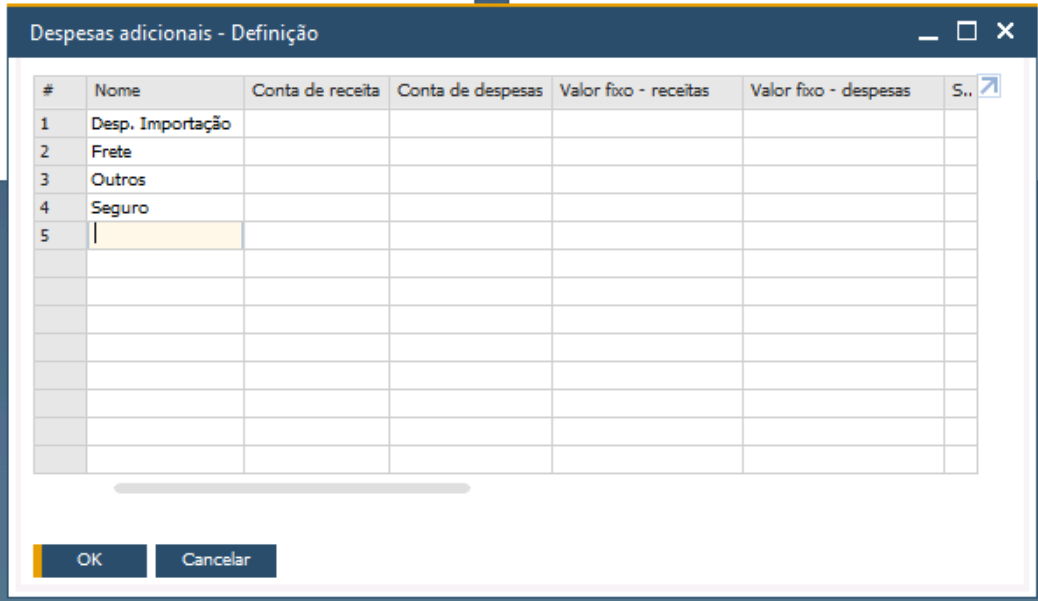 Despesas adicionais - Definição
# Nome Conta de receita Conta de despesas Valor fixo - receitas Valor fixo - despesas S..
1 Desp. Importação
2 Frete
3 Outros
4 Seguro
5
OK Cancelar